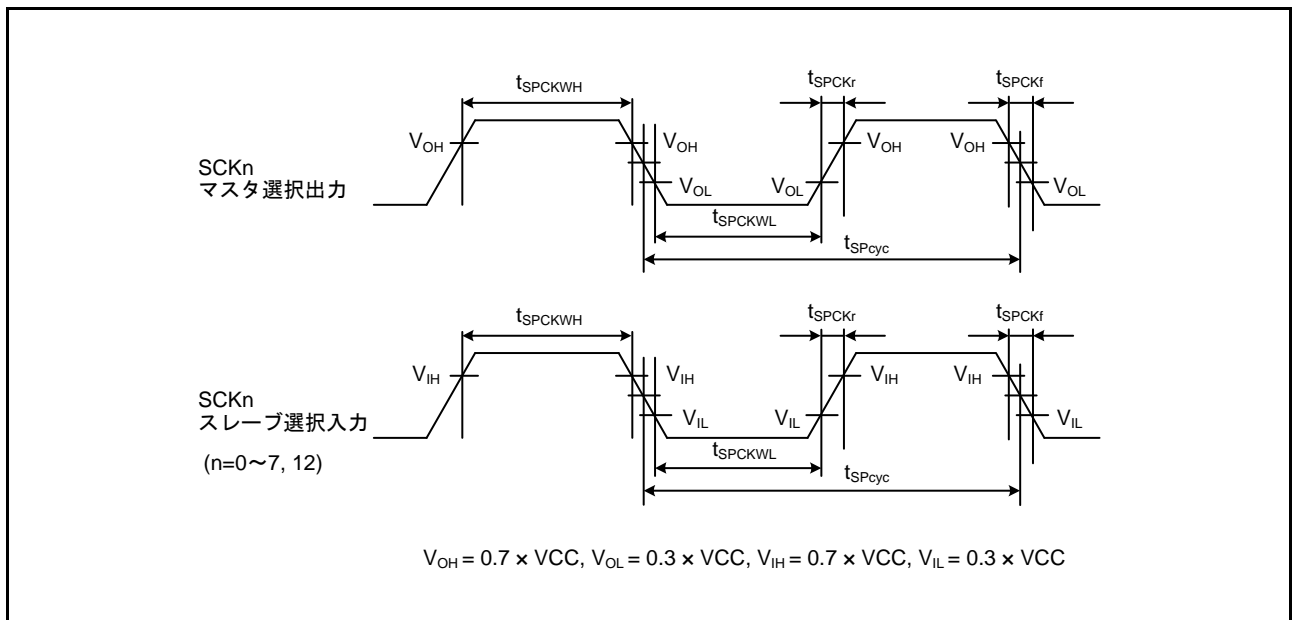 tSPCKWH
tSPCKr
tSPCKf
VOH
VOH
VOH
VOH
SCKn
マスタ選択出力
VOL
VOL
VOL
tSPCKWL
tSPcyc
tSPCKWH
tSPCKr
tSPCKf
VIH
VIH
VIH
VIH
SCKn
スレーブ選択入力
VIL
VIL
VIL
(n=0～7, 12)
tSPCKWL
tSPcyc
VOH = 0.7 × VCC, VOL = 0.3 × VCC, VIH = 0.7 × VCC, VIL = 0.3 × VCC